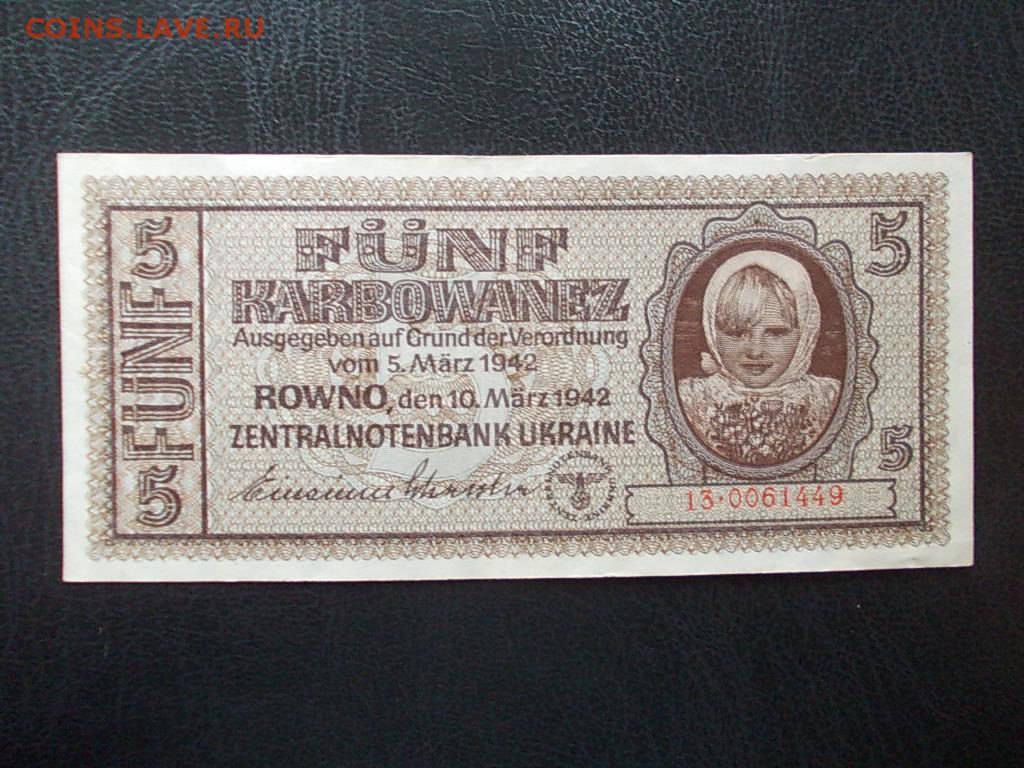 COINS.LAVE.RU
5 FÜNF 5
FÜNF
KARBOWANEZ
Ausgegeben auf Grund der Verordnung
vom 5. März 1942
ROWNO, den 10. März 1942
ZENTRALNOTENBANK UKRAINE
5
5
13·0061449